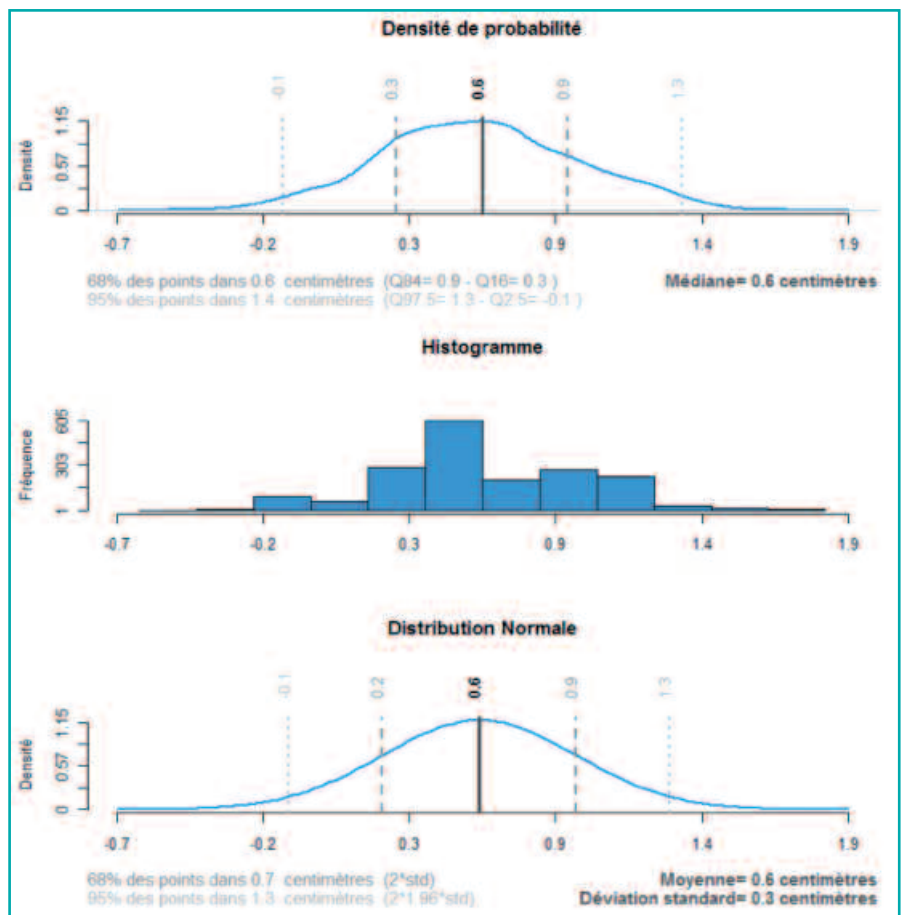 Densité de probabilité
-0.1 0.3 0.6 0.9 1.3
Densité
0 0.57 1.15
-0.7 -0.2 0.3 0.9 1.4 1.9
68% des points dans 0.6 centimètres (Q84= 0.9 - Q16= 0.3 )
Médiane= 0.6 centimètres
95% des points dans 1.4 centimètres (Q97.5= 1.3 - Q2.5= -0.1 )
Histogramme
Fréquence
1 303 605
-0.7 -0.2 0.3 0.9 1.4 1.9
Distribution Normale
-0.1 0.2 0.6 0.9 1.3
Densité
0 0.57 1.15
-0.7 -0.2 0.3 0.9 1.4 1.9
68% des points dans 0.7 centimètres (2*std)
Moyenne= 0.6 centimètres
95% des points dans 1.3 centimètres (2*1.96*std)
Déviation standard= 0.3 centimètres